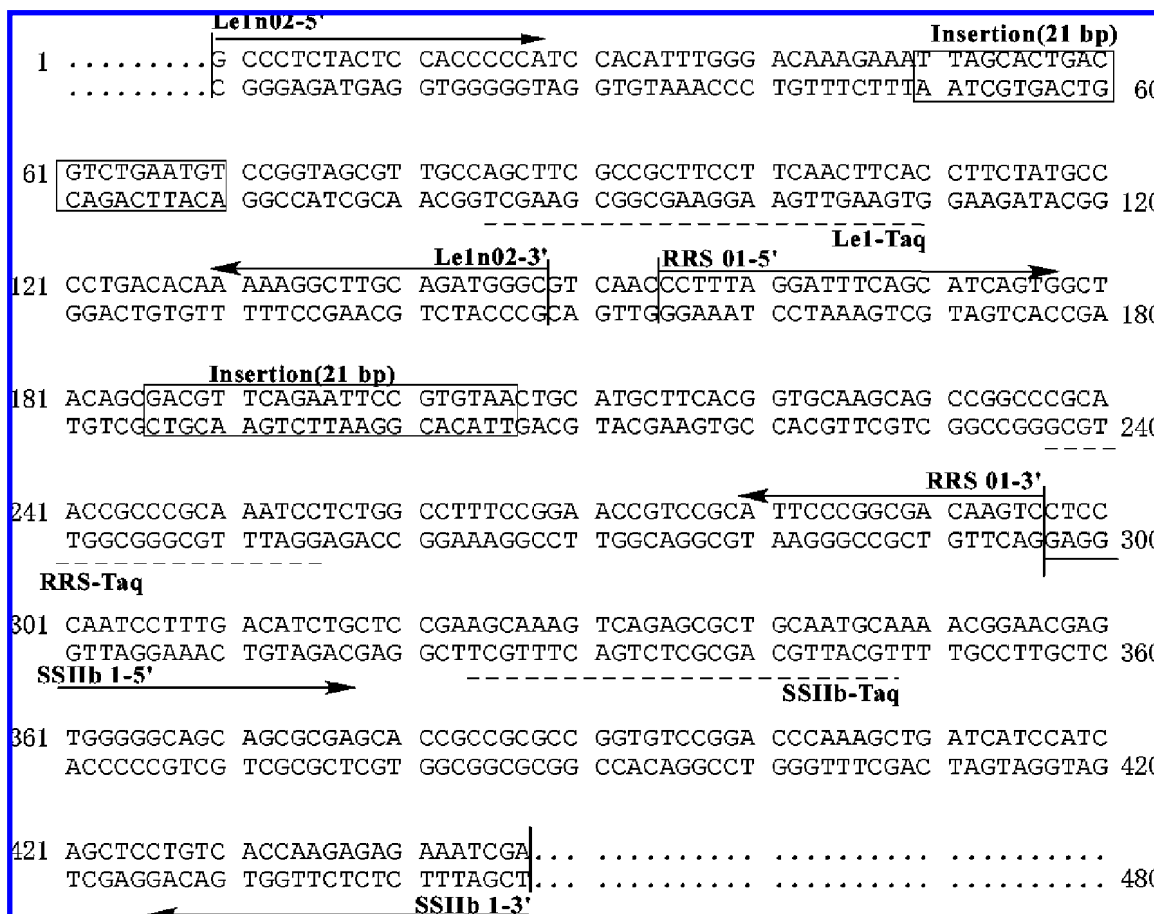 Le1n02-5'
Insertion(21 bp)
1 .........G CCCTCTACTC CACCCCCATC CACATTTGGG ACAAAGAAAT TAGCACTGAC
.........C GGGAGATGAG GTGGGGGTAG GTGTAAACCC TGTTTCTTTA AATCGTGACTG 60
61 GTCTGAATGT CCGGTAGCGT TGCCAGCTTC GCCGCTTCCT TCAACTTCAC CTTCTATGCC
CAGACTTACA GGCCATCGCA ACGGTCGAAG CGGCGAAGGA AGTTGAAGTG GAAGATACGG 120
Le1-Taq
Le1n02-3' RRS 01-5'
121 CCTGACACAA AAAGGCTTGC AGATGGGCGT CAACCCTTTA GGATTTCAGC ATCAGTGGCT
GGACTGTGTT TTTCCGAACG TCTACCCGCA GTTGGGAAAT CCTAAAGTCG TAGTCACCGA 180
Insertion(21 bp)
181 ACAGCGACGT TCAGAATTCC GTGTAACTGC ATGCTTCACG GTGCAAGCAG CCGGCCCGCA
TGTCGCTGCA AGTCTTAAGG CACATTGACG TACGAAGTGC CACGTTCGTC GGCCGGGCGT 240
RRS 01-3'
241 ACCGCCCGCA AATCCTCTGG CCTTTCCGGA ACCGTCCGCA TTCCCGGCGA CAAGTCCTCC
TGGCGGGCGT TTAGGAGACC GGAAAGGCCT TGGCAGGCGT AAGGGCCGCT GTTCAGGAGG 300
RRS-Taq
301 CAATCCTTTG ACATCTGCTC CGAAGCAAAG TCAGAGCGCT GCAATGCAAA ACGGAACGAG
GTTAGGAAAC TGTAGACGAG GCTTCGTTTC AGTCTCGCGA CGTTACGTTT TGCCTTGCTC 360
SSIIb 1-5' SSIIb-Taq
361 TGGGGGCAGC AGCGCGAGCA CCGCCGCGCC GGTGTCCGGA CCCAAAGCTG ATCATCCATC
ACCCCCGTCG TCGCGCTCGT GGCGGCGCGG CCACAGGCCT GGGTTTCGAC TAGTAGGTAG 420
421 AGCTCCTGTC ACCAAGAGAG AAATCGA... .......... .......... ..........
TCGAGGACAG TGGTTCTCTC TTTAGCT... .......... .......... .......... 480
SSIIb 1-3'